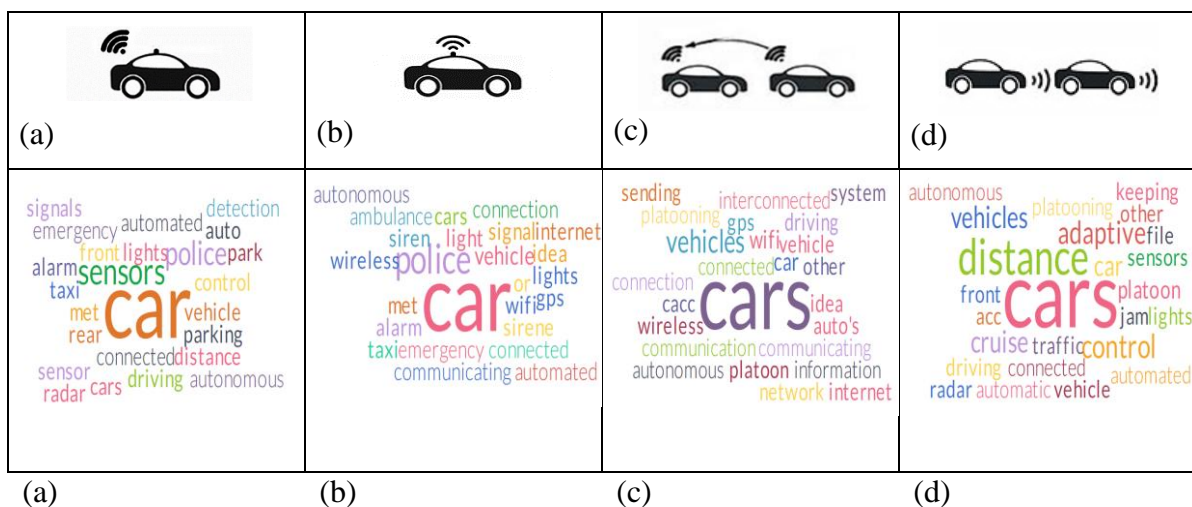 (a)
(b)
(c)
(d)
signals
detection
emergency automated auto
front lights police park
alarm sensors
taxi control
met car vehicle
rear parking
connected distance
sensor driving autonomous
radar cars
autonomous
ambulance cars connection
siren light signal internet
wireless police vehicle idea
or lights
met car wifi gps
alarm sirene
taxi emergency connected
communicating automated
sending interconnected system
platooning gps driving
vehicles wifi vehicle
connected car other
connection
cacc cars idea
wireless auto's
communication communicating
autonomous platoon information
network internet
autonomous keeping
vehicles platooning other
adaptive file
distance car sensors
front cars platoon
acc jam lights
cruise traffic control
driving connected automated
radar automatic vehicle
(a)
(b)
(c)
(d)